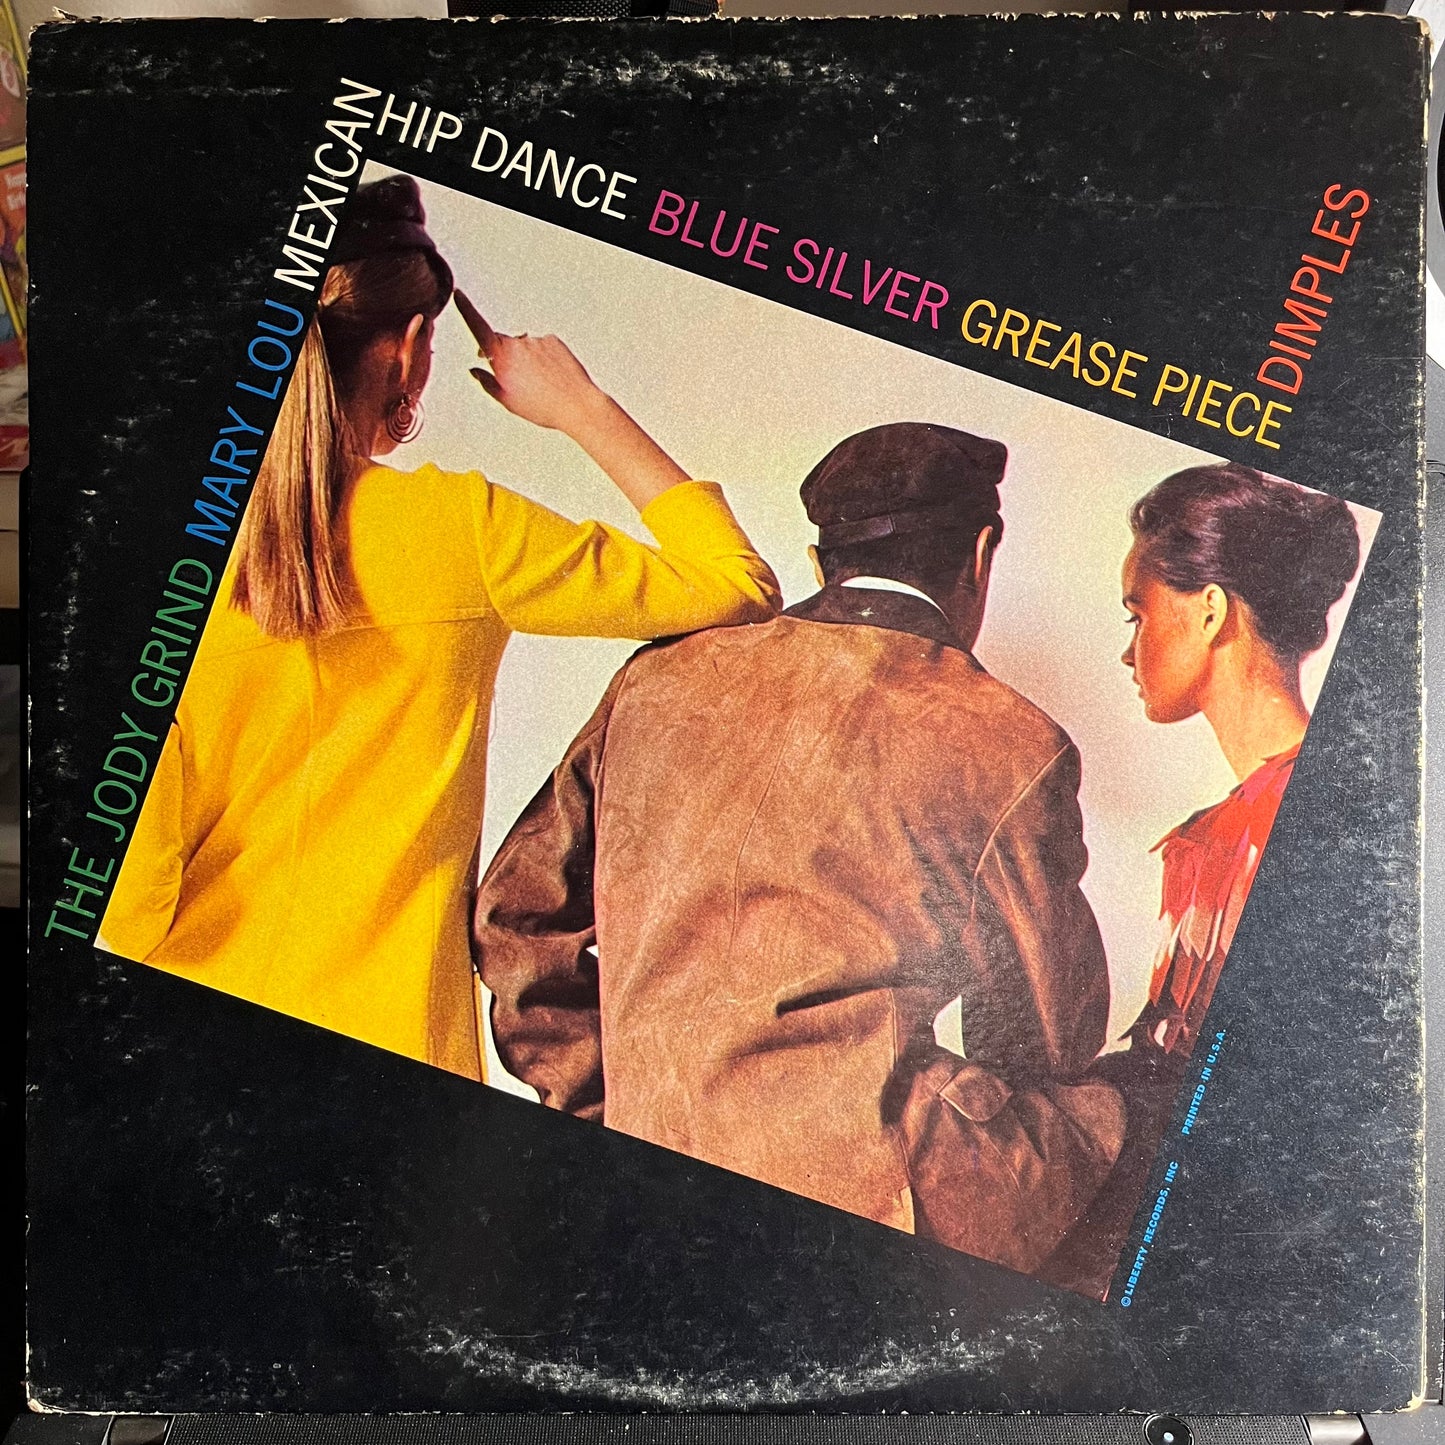 THE JODY GRIND MARY LOU MEXICAN
HIP DANCE BLUE SILVER GREASE PIECE
DIMPLES
© LIBERTY RECORDS, INC PRINTED IN U.S.A.